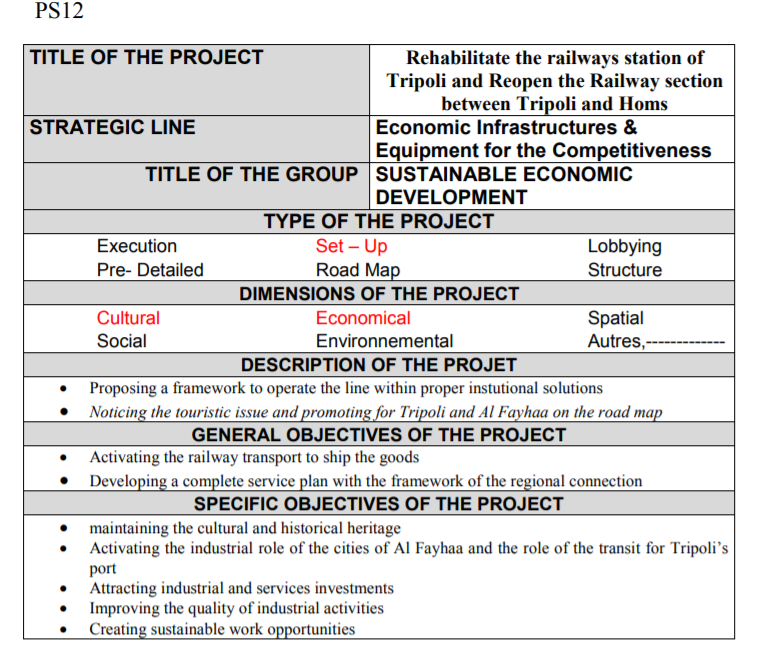 PS12
TITLE OF THE PROJECT
Rehabilitate the railways station of
Tripoli and Reopen the Railway section
between Tripoli and Homs
STRATEGIC LINE
Economic Infrastructures &
Equipment for the Competitiveness
TITLE OF THE GROUP
SUSTAINABLE ECONOMIC
DEVELOPMENT
TYPE OF THE PROJECT
Execution Set – Up Lobbying
Pre- Detailed Road Map Structure
DIMENSIONS OF THE PROJECT
Cultural Economical Spatial
Social Environnemental Autres,-------------
DESCRIPTION OF THE PROJET
• Proposing a framework to operate the line within proper instutional solutions
• Noticing the touristic issue and promoting for Tripoli and Al Fayhaa on the road map
GENERAL OBJECTIVES OF THE PROJECT
• Activating the railway transport to ship the goods
• Developing a complete service plan with the framework of the regional connection
SPECIFIC OBJECTIVES OF THE PROJECT
• maintaining the cultural and historical heritage
• Activating the industrial role of the cities of Al Fayhaa and the role of the transit for Tripoli's
port
• Attracting industrial and services investments
• Improving the quality of industrial activities
• Creating sustainable work opportunities